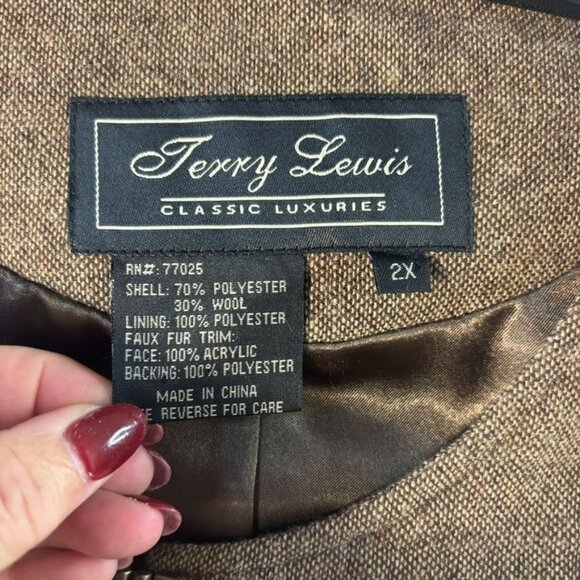 Terry Lewis
CLASSIC LUXURIES
2X
RN#: 77025
SHELL: 70% POLYESTER
30% WOOL
LINING: 100% POLYESTER
FAUX FUR TRIM:
FACE: 100% ACRYLIC
BACKING: 100% POLYESTER
MADE IN CHINA
REVERSE FOR CARE